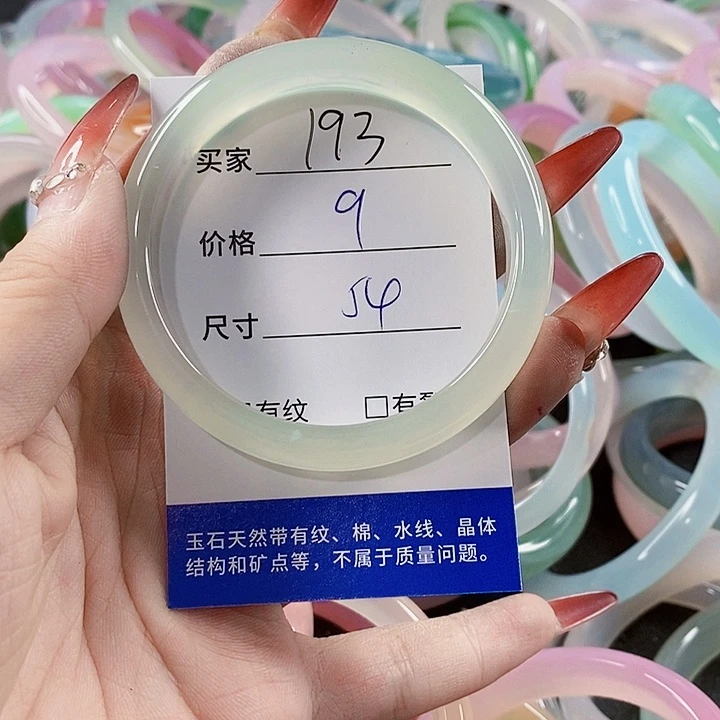 买家 193
价格 9
尺寸 54
有纹 □有
玉石天然带有纹、棉、水线、晶体
结构和矿点等，不属于质量问题。